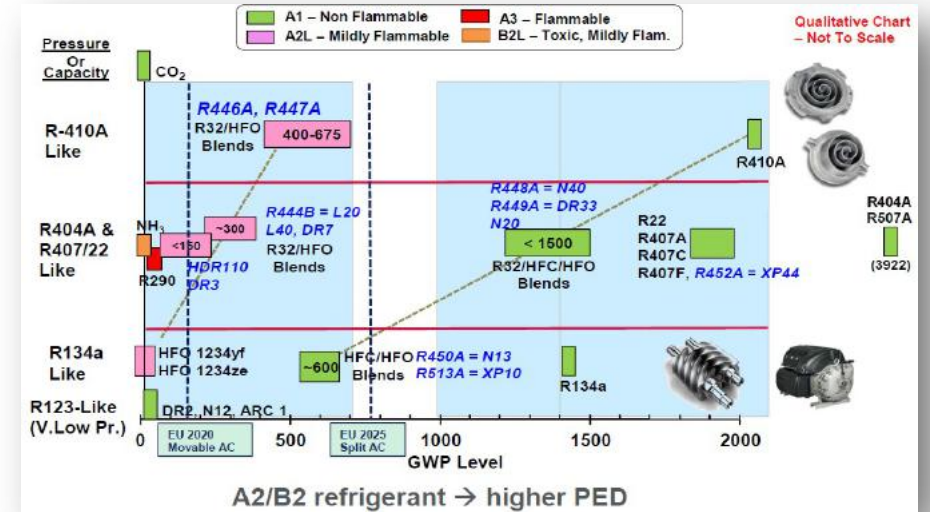 A1 – Non Flammable
A3 – Flammable
A2L – Mildly Flammable
B2L – Toxic, Mildly Flam.
Qualitative Chart
– Not To Scale
Pressure
Or
Capacity
CO2
R-410A
Like
R446A, R447A
R32/HFO
Blends
400-675
R410A
R404A &
R407/22
Like
NH3
<150
~300
R290
HDR110
DR3
R444B = L20
L40, DR7
R32/HFO
Blends
R448A = N40
R449A = DR33
N20
< 1500
R32/HFC/HFO
Blends
R22
R407A
R407C
R407F, R452A = XP44
R404A
R507A
(3922)
R134a
Like
HFO 1234yf
HFO 1234ze
~600
HFC/HFO
Blends
R450A = N13
R513A = XP10
R134a
R123-Like
(V.Low Pr.)
DR2, N12, ARC 1
0
500
1000
1500
2000
EU 2020
Movable AC
EU 2025
Split AC
GWP Level
A2/B2 refrigerant → higher PED